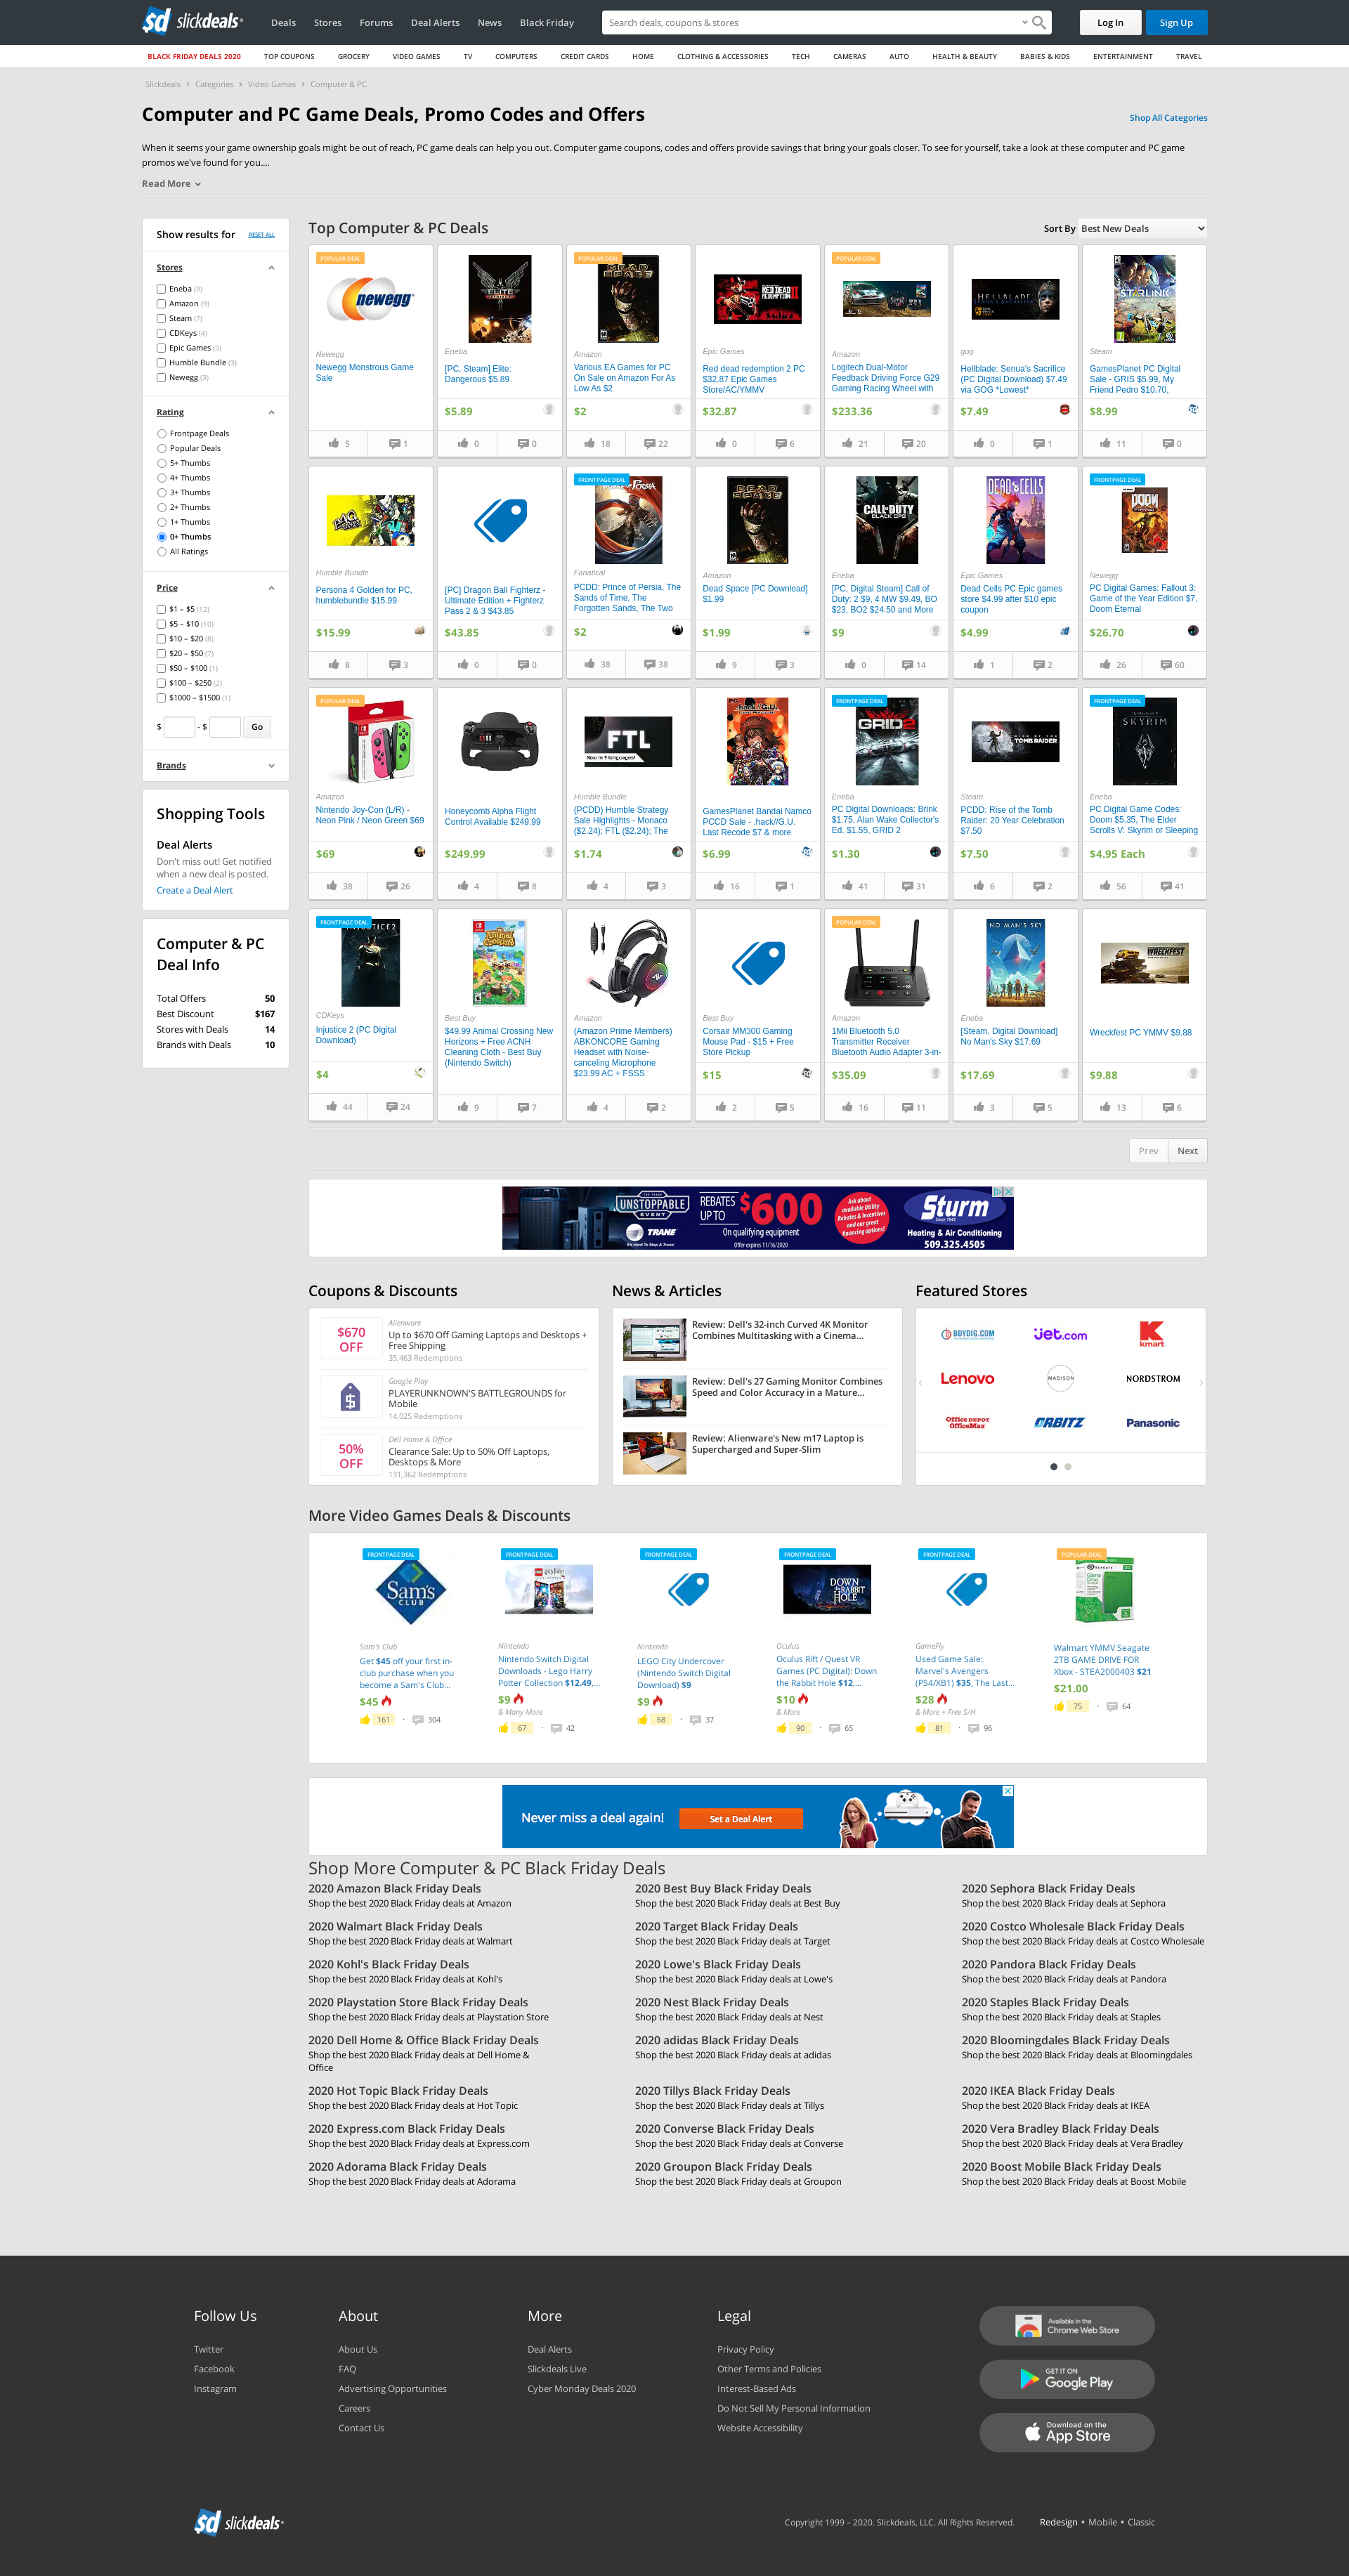 slickdeals
Deals Stores Forums Deal Alerts News Black Friday
Search deals, coupons & stores
Log In
Sign Up
BLACK FRIDAY DEALS 2020 TOP COUPONS GROCERY VIDEO GAMES TV COMPUTERS CREDIT CARDS HOME CLOTHING & ACCESSORIES TECH CAMERAS AUTO HEALTH & BEAUTY BABIES & KIDS ENTERTAINMENT TRAVEL
Slickdeals › Categories › Video Games › Computer & PC
Computer and PC Game Deals, Promo Codes and Offers
Shop All Categories
When it seems your game ownership goals might be out of reach, PC game deals can help you out. Computer game coupons, codes and offers provide savings that bring your goals closer. To see for yourself, take a look at these computer and PC game
promos we've found for you....
Read More
Show results for
RESET ALL
Stores
Eneba (9)
Amazon (9)
Steam (7)
CDKeys (4)
Epic Games (3)
Humble Bundle (3)
Newegg (3)
Rating
Frontpage Deals
Popular Deals
5+ Thumbs
4+ Thumbs
3+ Thumbs
2+ Thumbs
1+ Thumbs
0+ Thumbs
All Ratings
Price
$1 – $5 (12)
$5 – $10 (10)
$10 – $20 (8)
$20 – $50 (7)
$50 – $100 (1)
$100 – $250 (2)
$1000 – $1500 (1)
$ - $ Go
Brands
Shopping Tools
Deal Alerts
Don't miss out! Get notified
when a new deal is posted.
Create a Deal Alert
Computer & PC
Deal Info
Total Offers 50
Best Discount $167
Stores with Deals 14
Brands with Deals 10
Top Computer & PC Deals
Sort By Best New Deals
POPULAR DEAL
newegg
Newegg
Newegg Monstrous Game
Sale
5 1
ELITE
Eneba
[PC, Steam] Elite:
Dangerous $5.89
$5.89
0 0
POPULAR DEAL
DEAD SPACE
Amazon
Various EA Games for PC
On Sale on Amazon For As
Low As $2
$2
18 22
RED DEAD REDEMPTION II
Epic Games
Red dead redemption 2 PC
$32.87 Epic Games
Store/AC/YMMV
$32.87
0 6
POPULAR DEAL
Amazon
Logitech Dual-Motor
Feedback Driving Force G29
Gaming Racing Wheel with
$233.36
21 20
HELLBLADE
gog
Hellblade: Senua's Sacrifice
(PC Digital Download) $7.49
via GOG *Lowest*
$7.49
0 1
STARLINK
Steam
GamesPlanet PC Digital
Sale - GRIS $5.99, My
Friend Pedro $10.70,
$8.99
11 0
Humble Bundle
Persona 4 Golden for PC,
humblebundle $15.99
$15.99
8 3
[PC] Dragon Ball Fighterz -
Ultimate Edition + Fighterz
Pass 2 & 3 $43.85
$43.85
0 0
FRONTPAGE DEAL
PERSIA
Fanatical
PCDD: Prince of Persia, The
Sands of Time, The
Forgotten Sands, The Two
$2
38 38
DEAD SPACE
Amazon
Dead Space [PC Download]
$1.99
$1.99
9 3
CALL OF DUTY
BLACK OPS
Eneba
[PC, Digital Steam] Call of
Duty: 2 $9, 4 MW $9.49, BO
$23, BO2 $24.50 and More
$9
0 14
DEAD CELLS
Epic Games
Dead Cells PC Epic games
store $4.99 after $10 epic
coupon
$4.99
1 2
FRONTPAGE DEAL
DOOM
Newegg
PC Digital Games: Fallout 3:
Game of the Year Edition $7,
Doom Eternal
$26.70
26 60
POPULAR DEAL
Amazon
Nintendo Joy-Con (L/R) -
Neon Pink / Neon Green $69
$69
38 26
Honeycomb Alpha Flight
Control Available $249.99
$249.99
4 8
FTL
Now in 9 languages!
Humble Bundle
(PCDD) Humble Strategy
Sale Highlights - Monaco
($2.24); FTL ($2.24); The
$1.74
4 3
.hack//G.U.
GamesPlanet Bandai Namco
PCCD Sale - .hack//G.U.
Last Recode $7 & more
$6.99
16 1
FRONTPAGE DEAL
GRID 2
Eneba
PC Digital Downloads: Brink
$1.75, Alan Wake Collector's
Ed. $1.55, GRID 2
$1.30
41 31
TOMB RAIDER
Steam
PCDD: Rise of the Tomb
Raider: 20 Year Celebration
$7.50
$7.50
6 2
FRONTPAGE DEAL
SKYRIM
Eneba
PC Digital Game Codes:
Doom $5.35, The Elder
Scrolls V: Skyrim or Sleeping
$4.95 Each
56 41
FRONTPAGE DEAL
INJUSTICE 2
CDKeys
Injustice 2 (PC Digital
Download)
$4
44 24
Animal Crossing
Best Buy
$49.99 Animal Crossing New
Horizons + Free ACNH
Cleaning Cloth - Best Buy
(Nintendo Switch)
9 7
Amazon
(Amazon Prime Members)
ABKONCORE Gaming
Headset with Noise-
canceling Microphone
$23.99 AC + FSSS
4 2
Best Buy
Corsair MM300 Gaming
Mouse Pad - $15 + Free
Store Pickup
$15
2 5
POPULAR DEAL
Amazon
1Mii Bluetooth 5.0
Transmitter Receiver
Bluetooth Audio Adapter 3-in-
$35.09
16 11
NO MAN'S SKY
Eneba
[Steam, Digital Download]
No Man's Sky $17.69
$17.69
3 5
WRECKFEST
Wreckfest PC YMMV $9.88
$9.88
13 6
Prev Next
UNSTOPPABLE
EVENT
TRANE
It's Hard To Stop A Trane.
REBATES
UP TO $600
On qualifying equipment
Offer expires 11/16/2020
Ask about
available Utility
Rebates & Incentives
and our great
financing options!
Sturm
Heating & Air Conditioning
509.325.4505
Coupons & Discounts
$670
OFF
Alienware
Up to $670 Off Gaming Laptops and Desktops +
Free Shipping
35,463 Redemptions
Google Play
PLAYERUNKNOWN'S BATTLEGROUNDS for
Mobile
14,025 Redemptions
50%
OFF
Dell Home & Office
Clearance Sale: Up to 50% Off Laptops,
Desktops & More
131,362 Redemptions
News & Articles
Review: Dell's 32-inch Curved 4K Monitor
Combines Multitasking with a Cinema...
Review: Dell's 27 Gaming Monitor Combines
Speed and Color Accuracy in a Mature...
Review: Alienware's New m17 Laptop is
Supercharged and Super-Slim
Featured Stores
BUYDIG.COM jet.com kmart
Lenovo MADISON NORDSTROM
Office DEPOT OfficeMax ORBITZ Panasonic
More Video Games Deals & Discounts
FRONTPAGE DEAL
Sam's CLUB
Sam's Club
Get $45 off your first in-
club purchase when you
become a Sam's Club...
$45
161 · 304
FRONTPAGE DEAL
Nintendo
Nintendo Switch Digital
Downloads - Lego Harry
Potter Collection $12.49,...
$9
& Many More
67 · 42
FRONTPAGE DEAL
Nintendo
LEGO City Undercover
(Nintendo Switch Digital
Download) $9
$9
68 · 37
FRONTPAGE DEAL
DOWN the RABBIT HOLE
Oculus
Oculus Rift / Quest VR
Games (PC Digital): Down
the Rabbit Hole $12,...
$10
& More
90 · 65
FRONTPAGE DEAL
GameFly
Used Game Sale:
Marvel's Avengers
(PS4/XB1) $35, The Last...
$28
& More + Free S/H
81 · 96
POPULAR DEAL
Walmart YMMV Seagate
2TB GAME DRIVE FOR
Xbox - STEA2000403 $21
$21.00
75 · 64
Never miss a deal again!
Set a Deal Alert
Shop More Computer & PC Black Friday Deals
2020 Amazon Black Friday Deals
Shop the best 2020 Black Friday deals at Amazon
2020 Best Buy Black Friday Deals
Shop the best 2020 Black Friday deals at Best Buy
2020 Sephora Black Friday Deals
Shop the best 2020 Black Friday deals at Sephora
2020 Walmart Black Friday Deals
Shop the best 2020 Black Friday deals at Walmart
2020 Target Black Friday Deals
Shop the best 2020 Black Friday deals at Target
2020 Costco Wholesale Black Friday Deals
Shop the best 2020 Black Friday deals at Costco Wholesale
2020 Kohl's Black Friday Deals
Shop the best 2020 Black Friday deals at Kohl's
2020 Lowe's Black Friday Deals
Shop the best 2020 Black Friday deals at Lowe's
2020 Pandora Black Friday Deals
Shop the best 2020 Black Friday deals at Pandora
2020 Playstation Store Black Friday Deals
Shop the best 2020 Black Friday deals at Playstation Store
2020 Nest Black Friday Deals
Shop the best 2020 Black Friday deals at Nest
2020 Staples Black Friday Deals
Shop the best 2020 Black Friday deals at Staples
2020 Dell Home & Office Black Friday Deals
Shop the best 2020 Black Friday deals at Dell Home &
Office
2020 adidas Black Friday Deals
Shop the best 2020 Black Friday deals at adidas
2020 Bloomingdales Black Friday Deals
Shop the best 2020 Black Friday deals at Bloomingdales
2020 Hot Topic Black Friday Deals
Shop the best 2020 Black Friday deals at Hot Topic
2020 Tillys Black Friday Deals
Shop the best 2020 Black Friday deals at Tillys
2020 IKEA Black Friday Deals
Shop the best 2020 Black Friday deals at IKEA
2020 Express.com Black Friday Deals
Shop the best 2020 Black Friday deals at Express.com
2020 Converse Black Friday Deals
Shop the best 2020 Black Friday deals at Converse
2020 Vera Bradley Black Friday Deals
Shop the best 2020 Black Friday deals at Vera Bradley
2020 Adorama Black Friday Deals
Shop the best 2020 Black Friday deals at Adorama
2020 Groupon Black Friday Deals
Shop the best 2020 Black Friday deals at Groupon
2020 Boost Mobile Black Friday Deals
Shop the best 2020 Black Friday deals at Boost Mobile
Follow Us
Twitter
Facebook
Instagram
About
About Us
FAQ
Advertising Opportunities
Careers
Contact Us
More
Deal Alerts
Slickdeals Live
Cyber Monday Deals 2020
Legal
Privacy Policy
Other Terms and Policies
Interest-Based Ads
Do Not Sell My Personal Information
Website Accessibility
Available in the
Chrome Web Store
GET IT ON
Google Play
Download on the
App Store
slickdeals
Copyright 1999 – 2020. Slickdeals, LLC. All Rights Reserved.
Redesign • Mobile • Classic